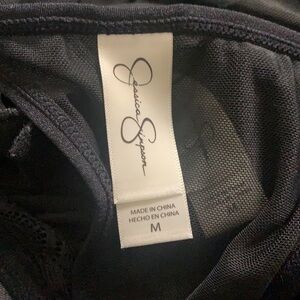 Jessica
Simpson
MADE IN CHINA
HECHO EN CHINA
M